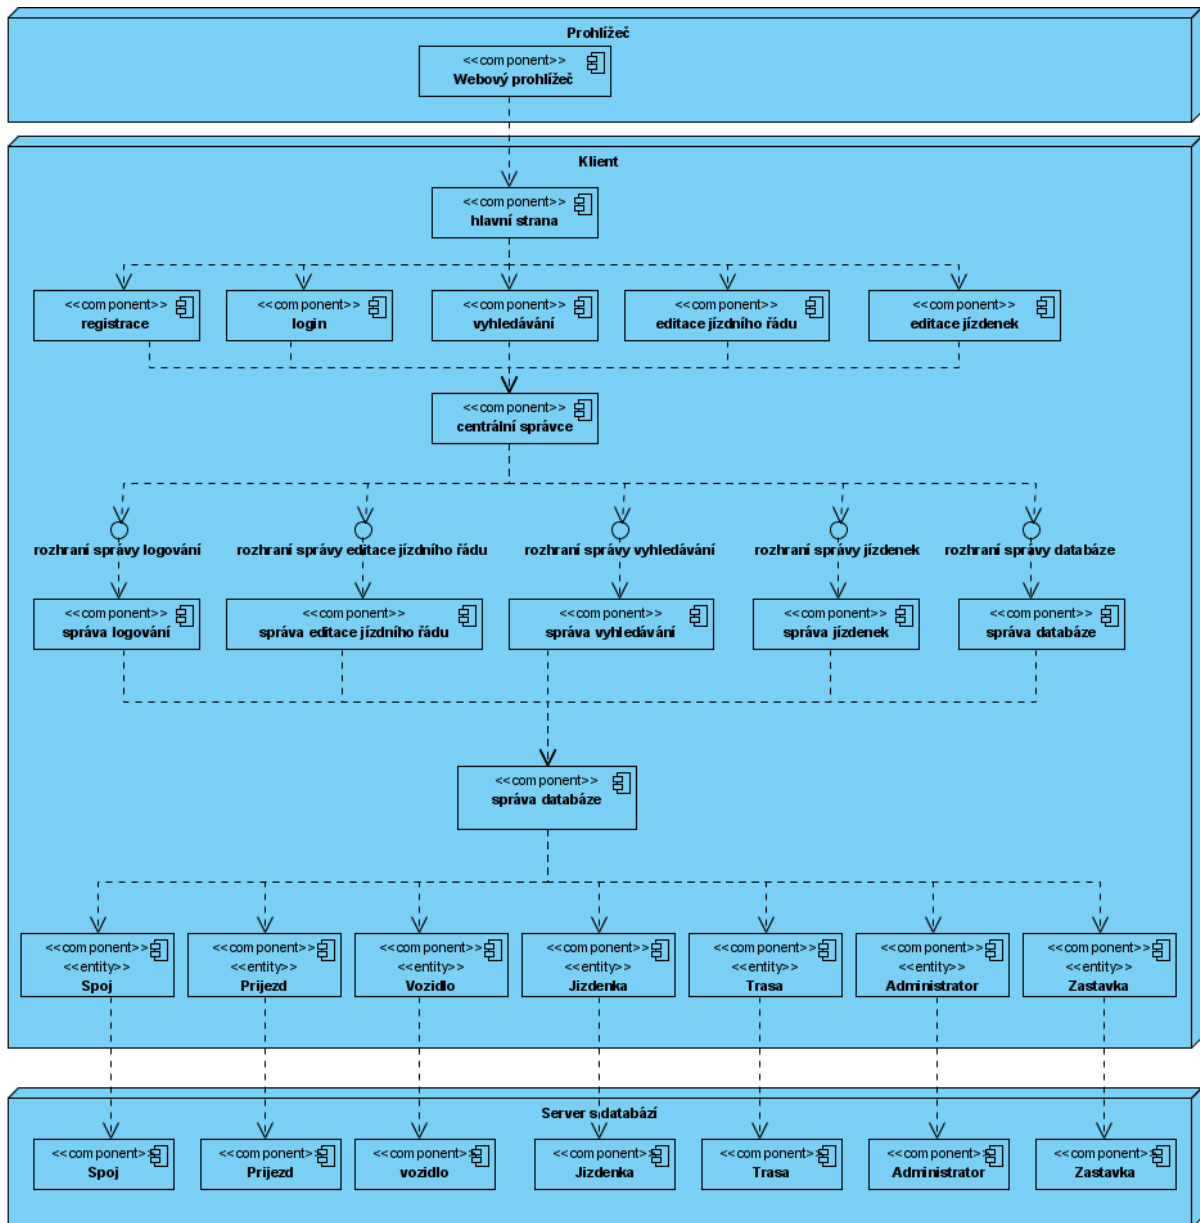 Prohlížeč
<<component>>
Webový prohlížeč
Klient
<<component>>
hlavní strana
<<component>> <<component>> <<component>> <<component>> <<component>>
registrace login vyhledávání editace jízdního řádu editace jízdenek
<<component>>
centrální správce
rozhraní správy logování rozhraní správy editace jízdního řádu rozhraní správy vyhledávání rozhraní správy jízdenek rozhraní správy databáze
<<component>> <<component>> <<component>> <<component>> <<component>>
správa logování správa editace jízdního řádu správa vyhledávání správa jízdenek správa databáze
<<component>>
správa databáze
<<component>> <<component>> <<component>> <<component>> <<component>> <<component>> <<component>>
<<entity>> <<entity>> <<entity>> <<entity>> <<entity>> <<entity>> <<entity>>
Spoj Prijezd Vozidlo Jizdenka Trasa Administrator Zastavka
Server s databází
<<component>> <<component>> <<component>> <<component>> <<component>> <<component>> <<component>>
Spoj Prijezd vozidlo Jizdenka Trasa Administrator Zastavka